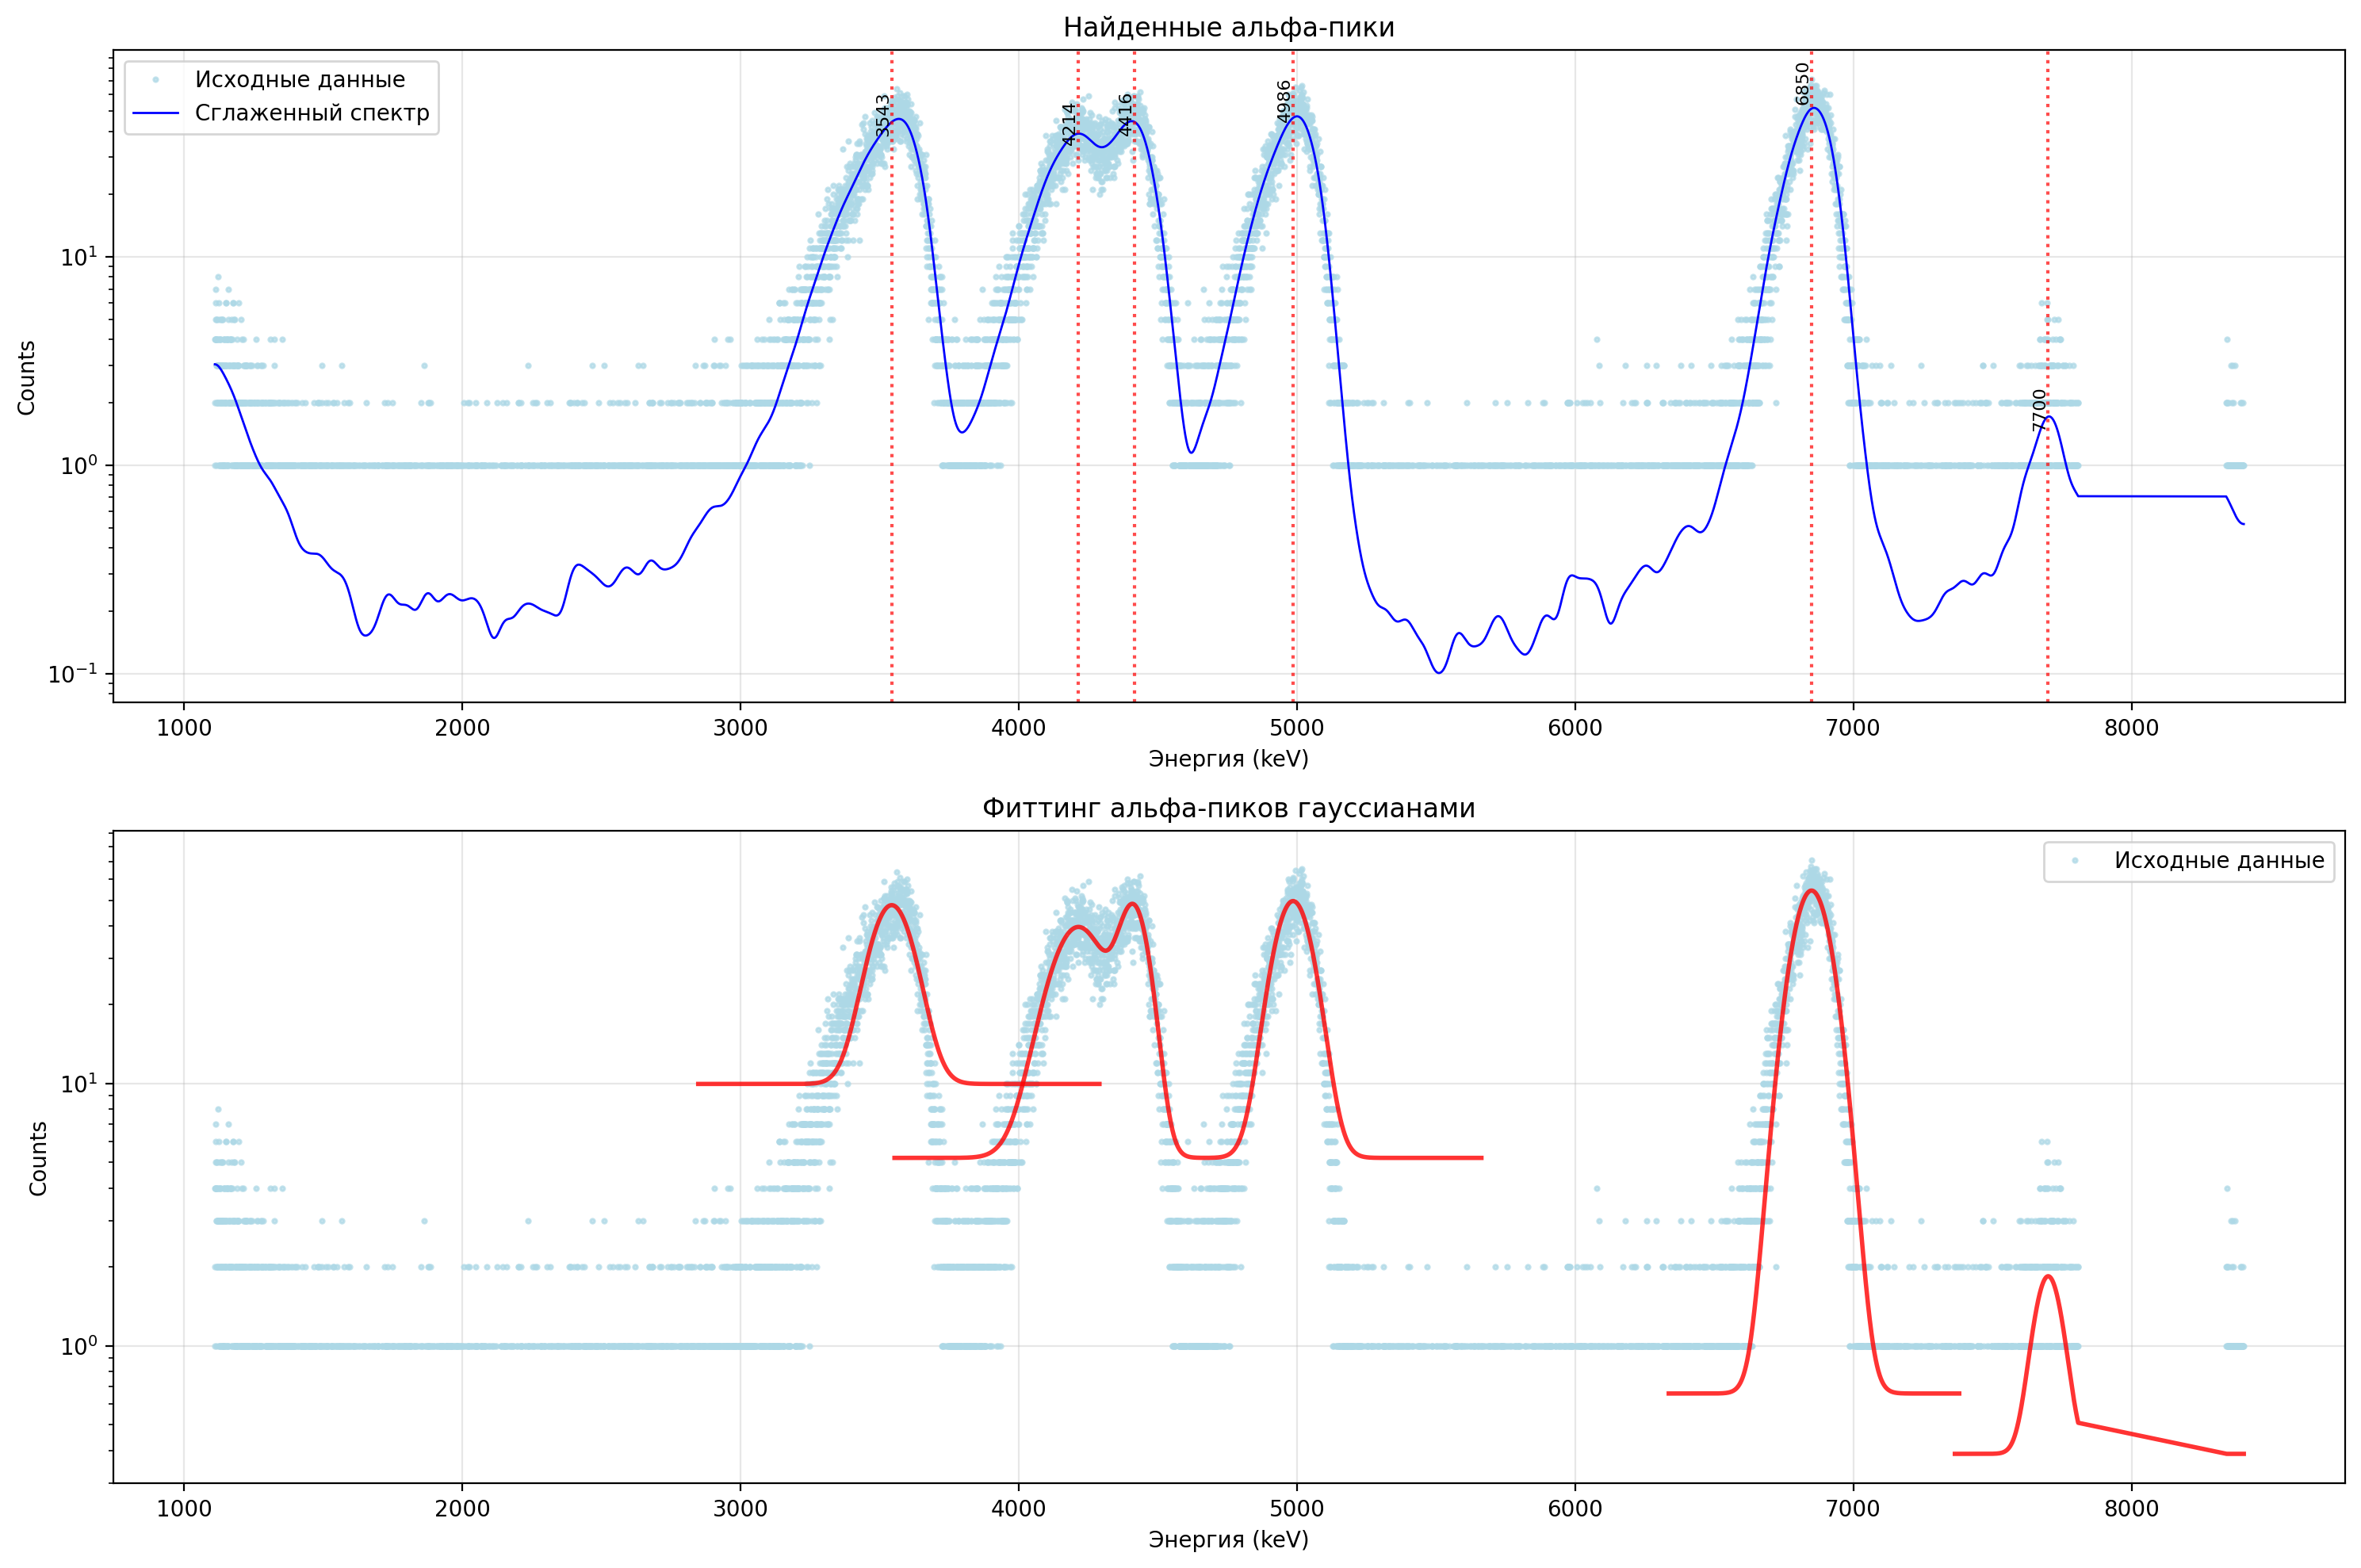 Найденные альфа-пики
Исходные данные
Сглаженный спектр
3543
4214
4416
4986
6850
7700
10¹
10⁰
10⁻¹
Counts
1000 2000 3000 4000 5000 6000 7000 8000
Энергия (keV)
Фиттинг альфа-пиков гауссианами
Исходные данные
10¹
10⁰
Counts
1000 2000 3000 4000 5000 6000 7000 8000
Энергия (keV)